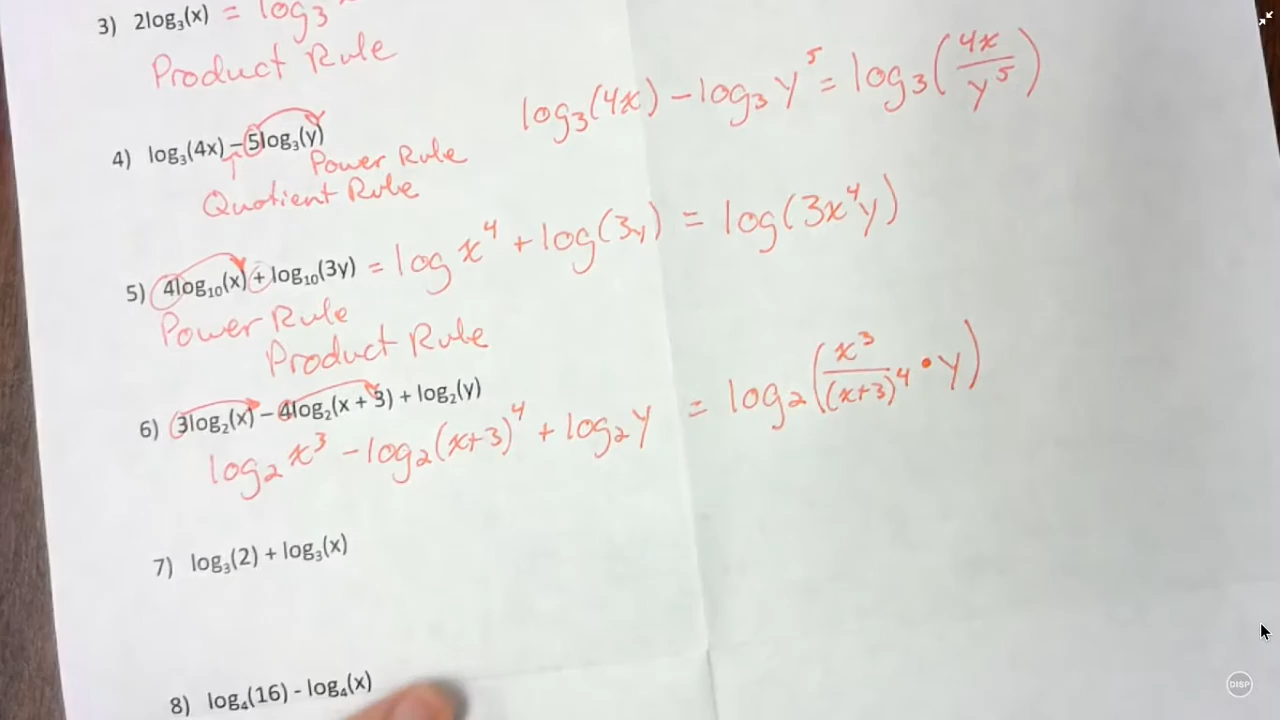 3) 2log₃(x) = log₃
Product Rule
4) log₃(4x) – 5log₃(y)
log₃(4x) – log₃ y⁵ = log₃(4x/y⁵)
Power Rule
Quotient Rule
5) 4log₁₀(x) + log₁₀(3y) = log x⁴ + log(3y) = log(3x⁴y)
Power Rule
Product Rule
6) 3log₂(x) – 4log₂(x + 3) + log₂(y)
log₂ x³ – log₂(x+3)⁴ + log₂ y = log₂(x³/(x+3)⁴ • y)
7) log₃(2) + log₃(x)
8) log₄(16) - log₄(x)
DISP